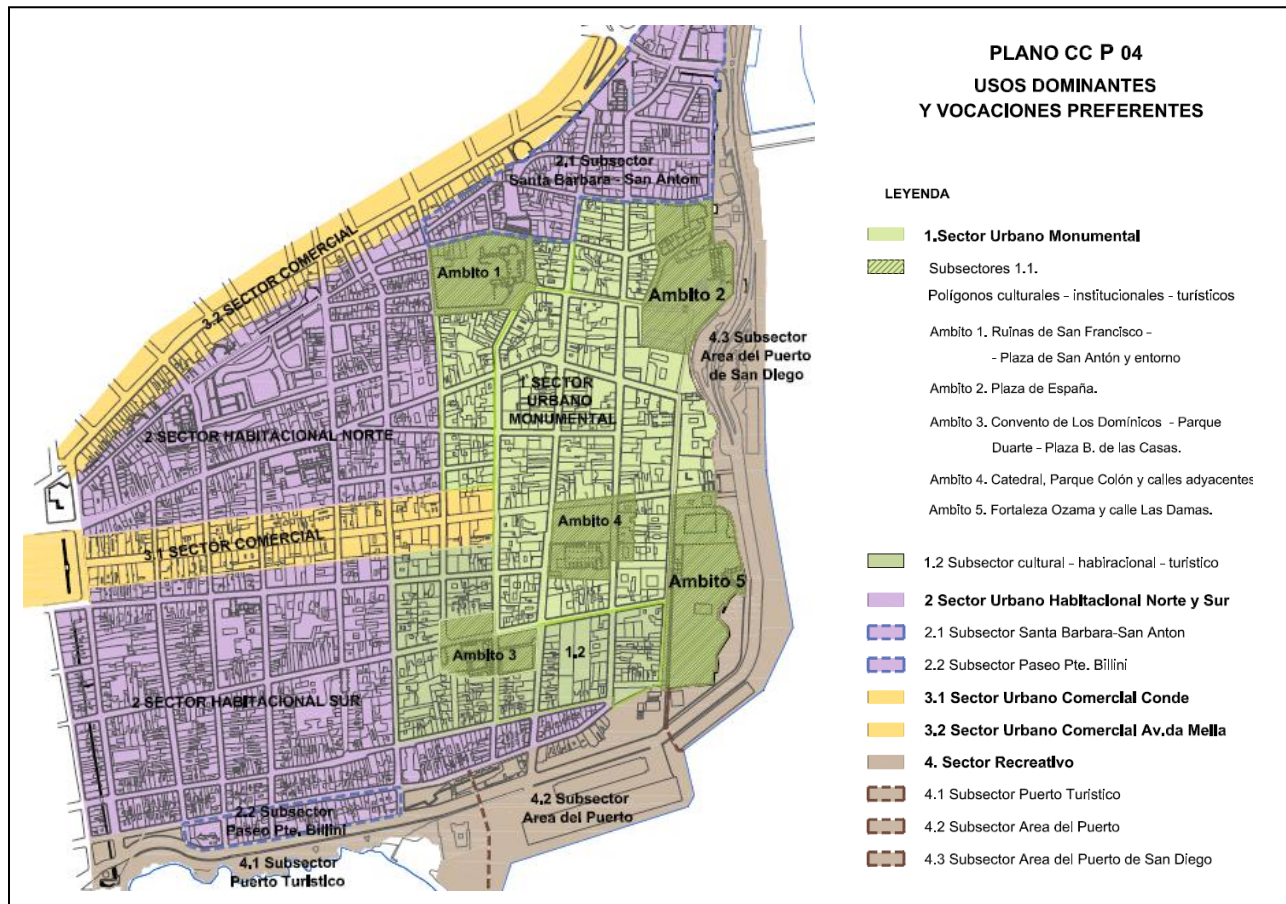 PLANO CC P 04
USOS DOMINANTES
Y VOCACIONES PREFERENTES
LEYENDA
1.Sector Urbano Monumental
Subsectores 1.1.
Polígonos culturales - institucionales - turísticos
Ambito 1. Ruinas de San Francisco -
- Plaza de San Antón y entorno
Ambito 2. Plaza de España.
Ambito 3. Convento de Los Domínicos - Parque
Duarte - Plaza B. de las Casas.
Ambito 4. Catedral, Parque Colón y calles adyacentes
Ambito 5. Fortaleza Ozama y calle Las Damas.
1.2 Subsector cultural - habiracional - turístico
2 Sector Urbano Habitacional Norte y Sur
2.1 Subsector Santa Barbara-San Anton
2.2 Subsector Paseo Pte. Billini
3.1 Sector Urbano Comercial Conde
3.2 Sector Urbano Comercial Av.da Mella
4. Sector Recreativo
4.1 Subsector Puerto Turistico
4.2 Subsector Area del Puerto
4.3 Subsector Area del Puerto de San Diego
2.1 Subsector
Santa Barbara - San Anton
3.2 SECTOR COMERCIAL
Ambito 1
Ambito 2
4.3 Subsector
Area del Puerto
de San Diego
1 SECTOR
URBANO
MONUMENTAL
2 SECTOR HABITACIONAL NORTE
3.1 SECTOR COMERCIAL
Ambito 4
Ambito 5
Ambito 3
1.2
2 SECTOR HABITACIONAL SUR
2.2 Subsector
Paseo Pte. Billini
4.2 Subsector
Area del Puerto
4.1 Subsector
Puerto Turistico